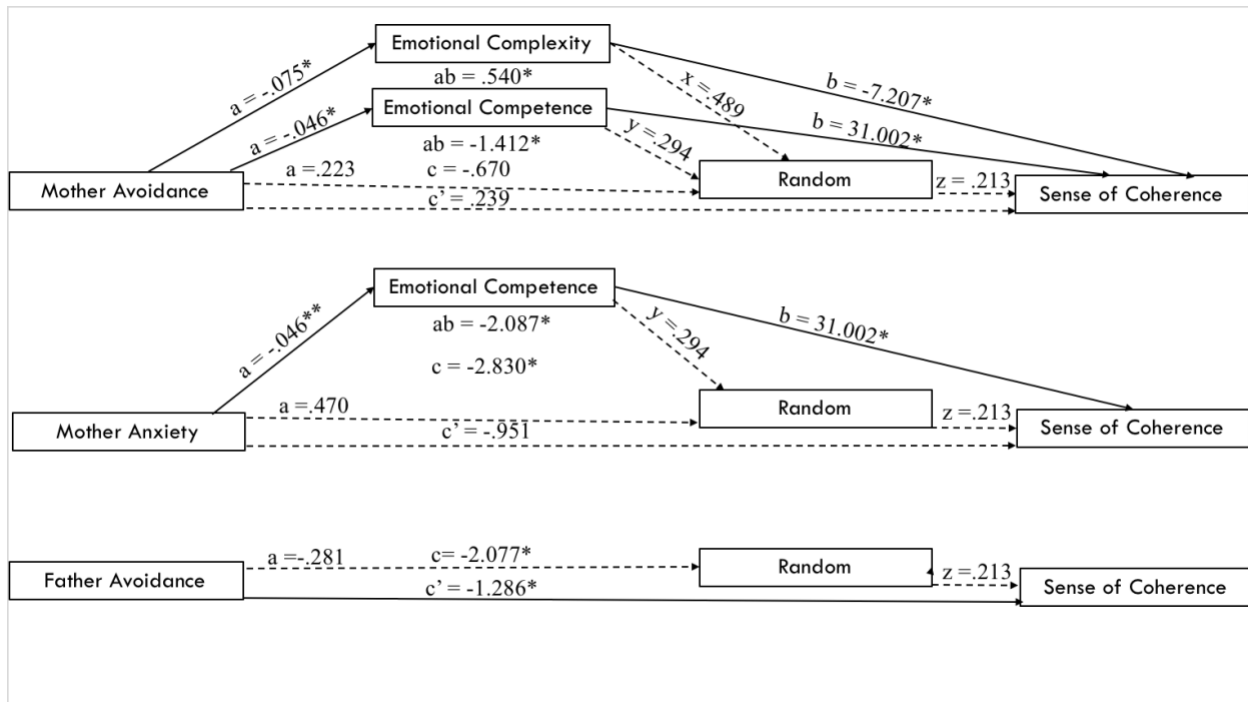 Emotional Complexity
a = -.075*
ab = .540*
x = .489
b = -7.207*
Emotional Competence
a = -.046*
b = 31.002*
y = .294
ab = -1.412*
a = .223
c = -.670
Random
z = .213
Mother Avoidance
c’ = .239
Sense of Coherence
Emotional Competence
a = -.046**
ab = -2.087*
y = .294
b = 31.002*
c = -2.830*
a = .470
Random
z = .213
Mother Anxiety
c’ = -.951
Sense of Coherence
a =-.281
c= -2.077*
Random
z = .213
Father Avoidance
c’ = -1.286*
Sense of Coherence